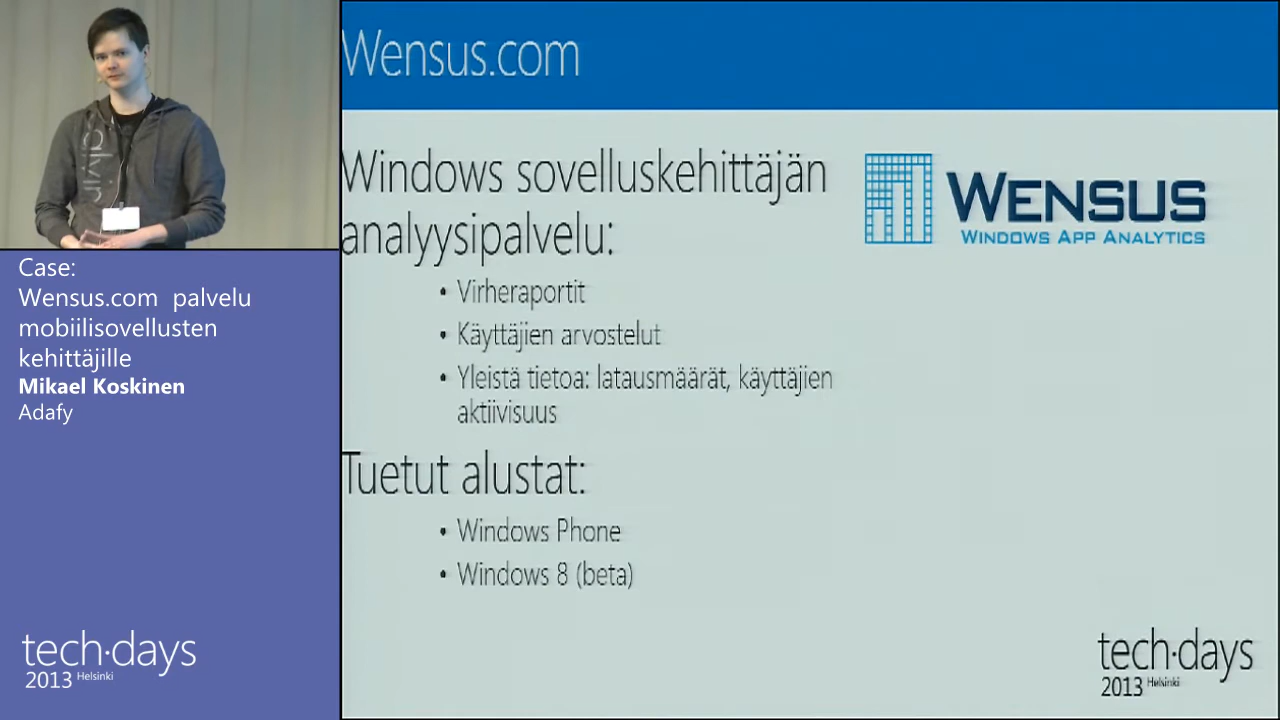 Case:
Wensus.com palvelu
mobiilisovellusten
kehittäjille
Mikael Koskinen
Adafy
tech·days
2013 Helsinki
Wensus.com
Windows sovelluskehittäjän
analyysipalvelu:
• Virheraportit
• Käyttäjien arvostelut
• Yleistä tietoa: latausmäärät, käyttäjien
aktiivisuus
Tuetut alustat:
• Windows Phone
• Windows 8 (beta)
WENSUS
WINDOWS APP ANALYTICS
tech·days
2013 Helsinki